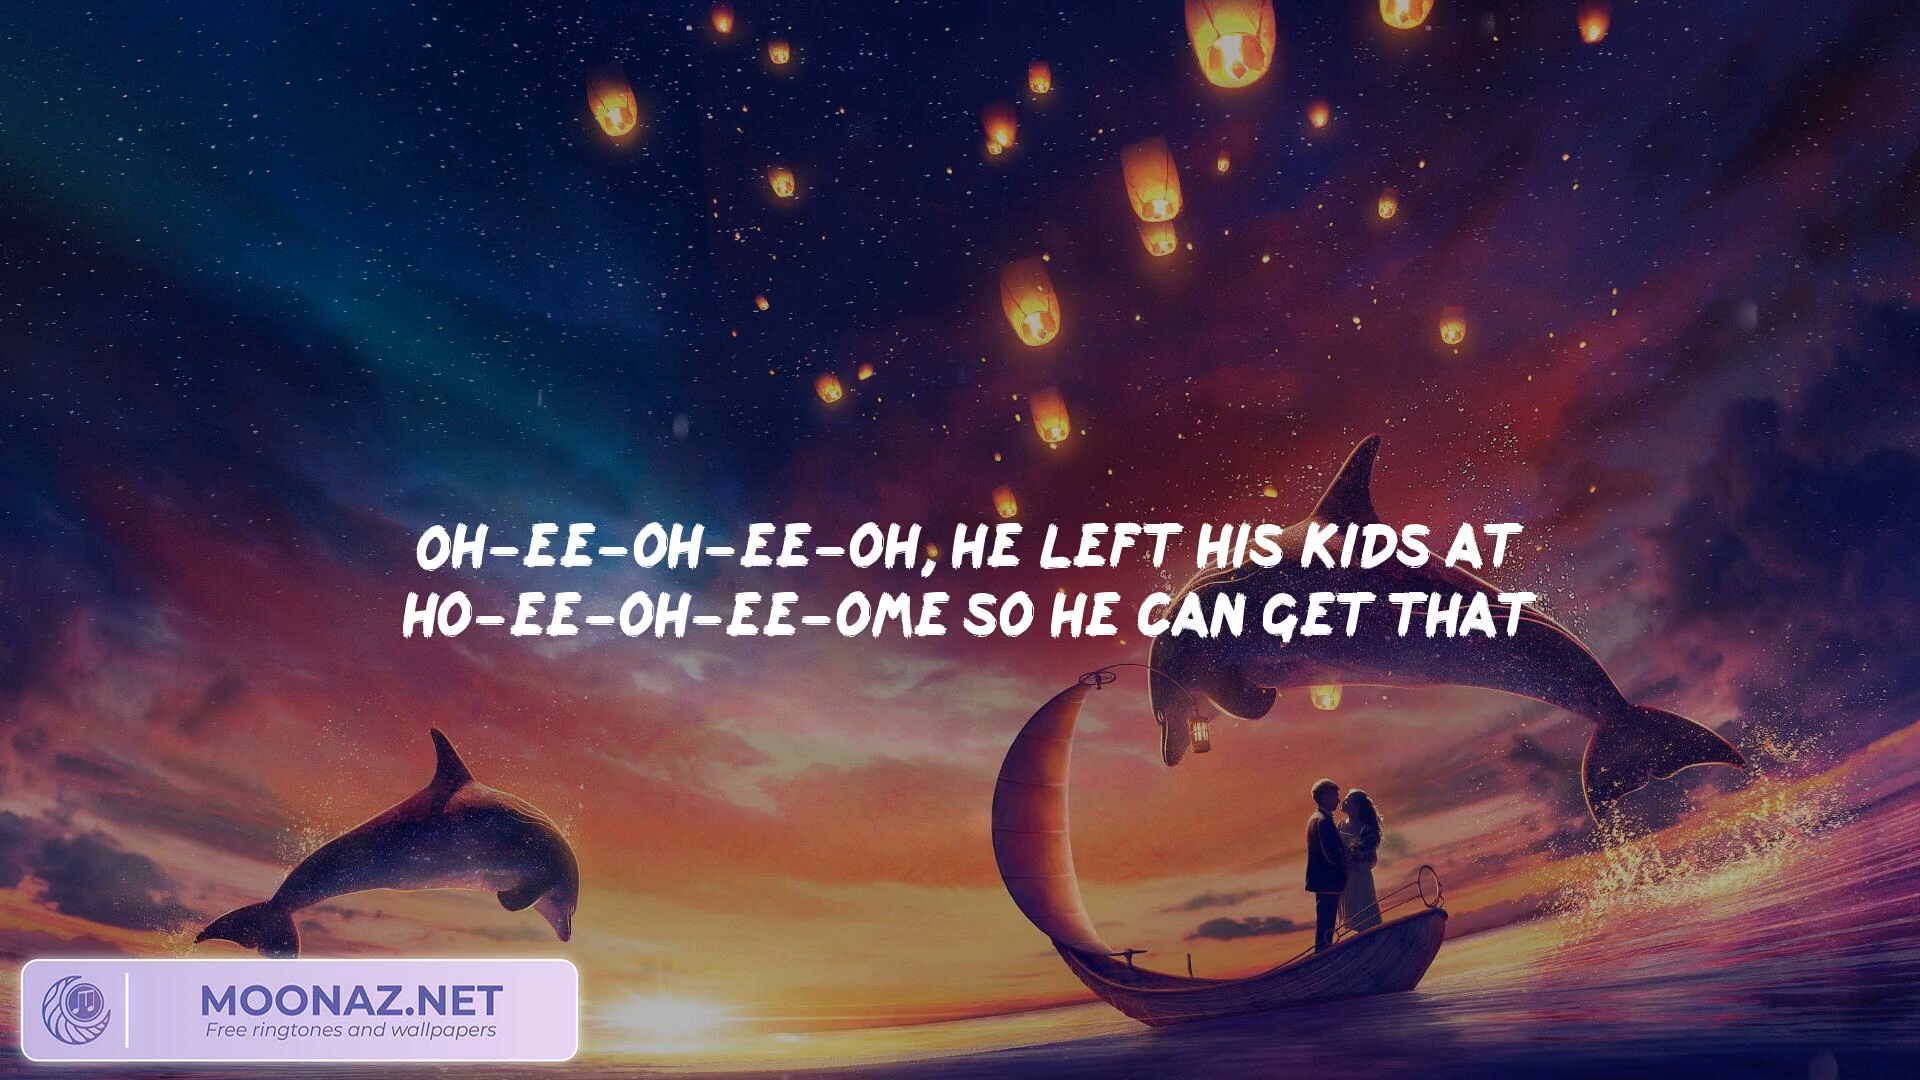 OH-EE-OH-EE-OH, HE LEFT HIS KIDS AT
HO-EE-OH-EE-OME SO HE CAN GET THAT
MOONAZ.NET
Free ringtones and wallpapers